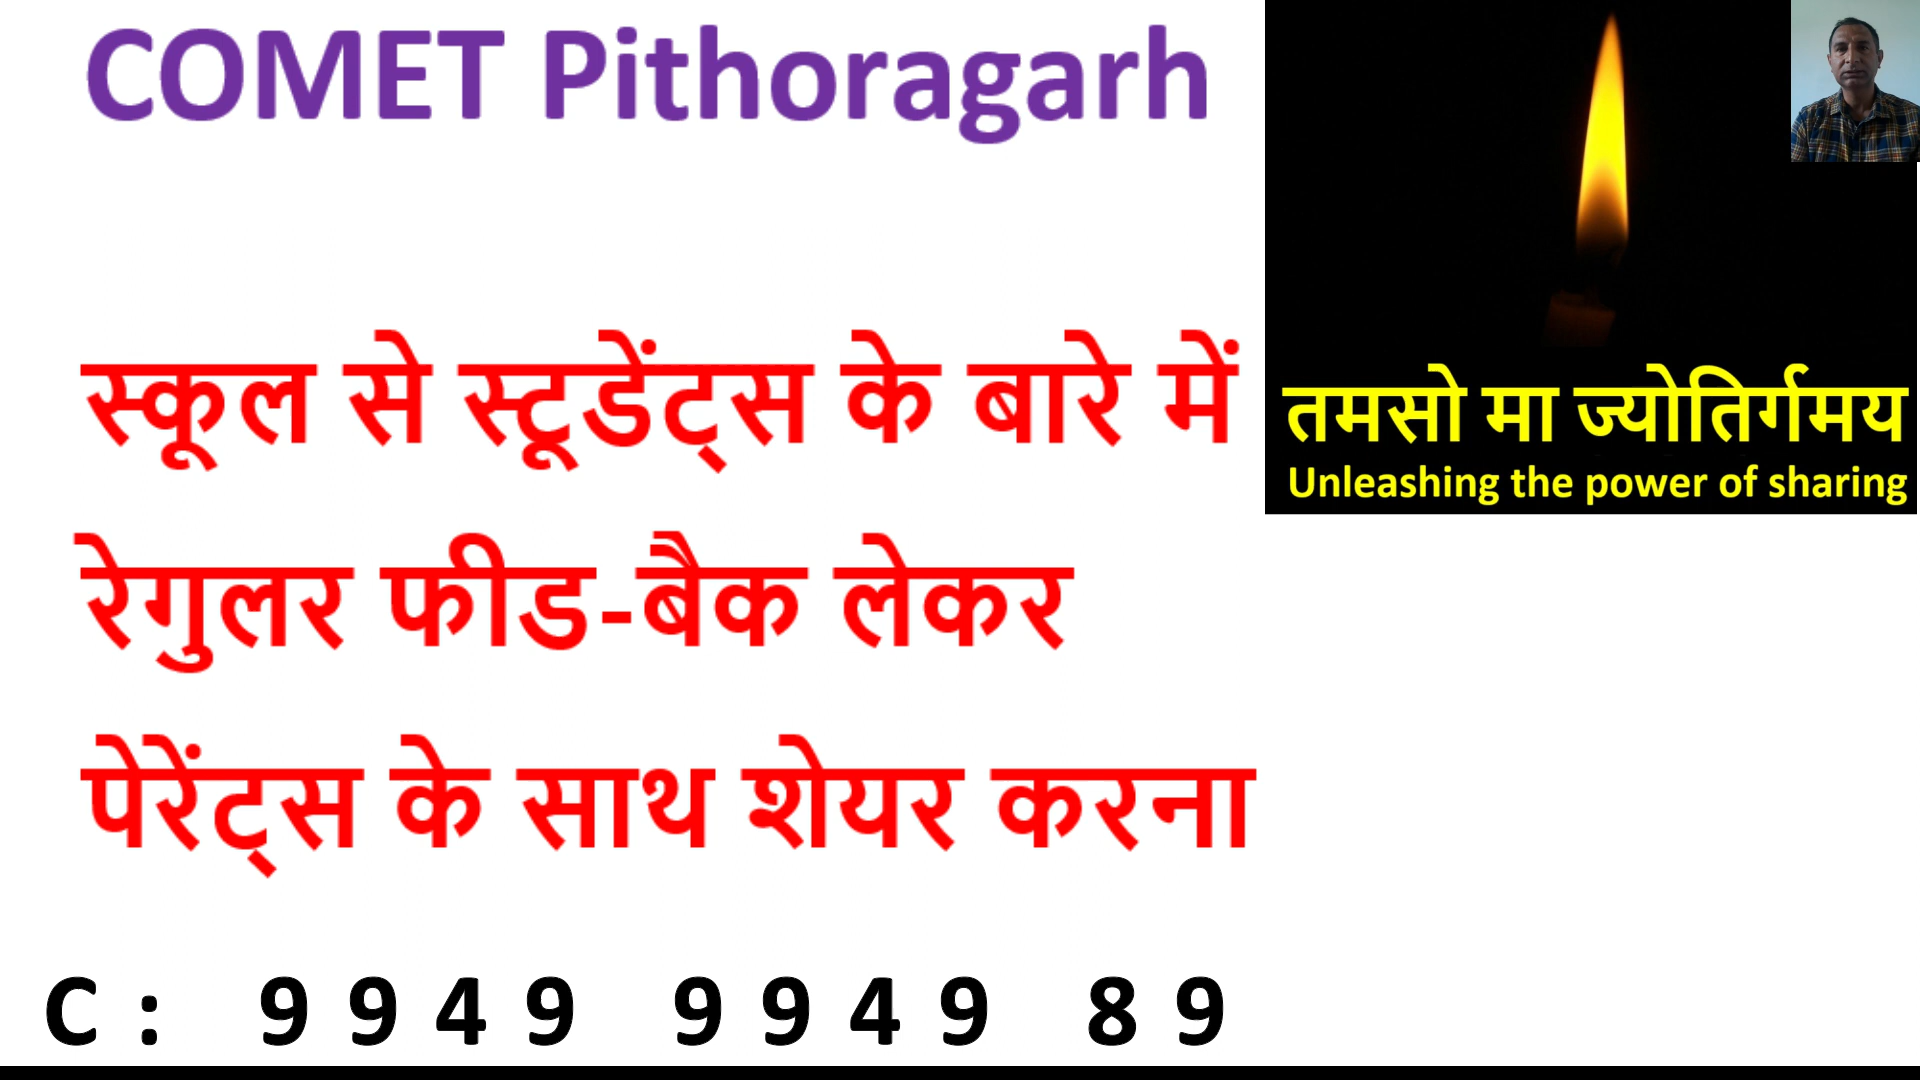 COMET Pithoragarh
स्कूल से स्टूडेंट्स के बारे में
रेगुलर फीड-बैक लेकर
पेरेंट्स के साथ शेयर करना
C: 9949 9949 89
तमसो मा ज्योतिर्गमय
Unleashing the power of sharing